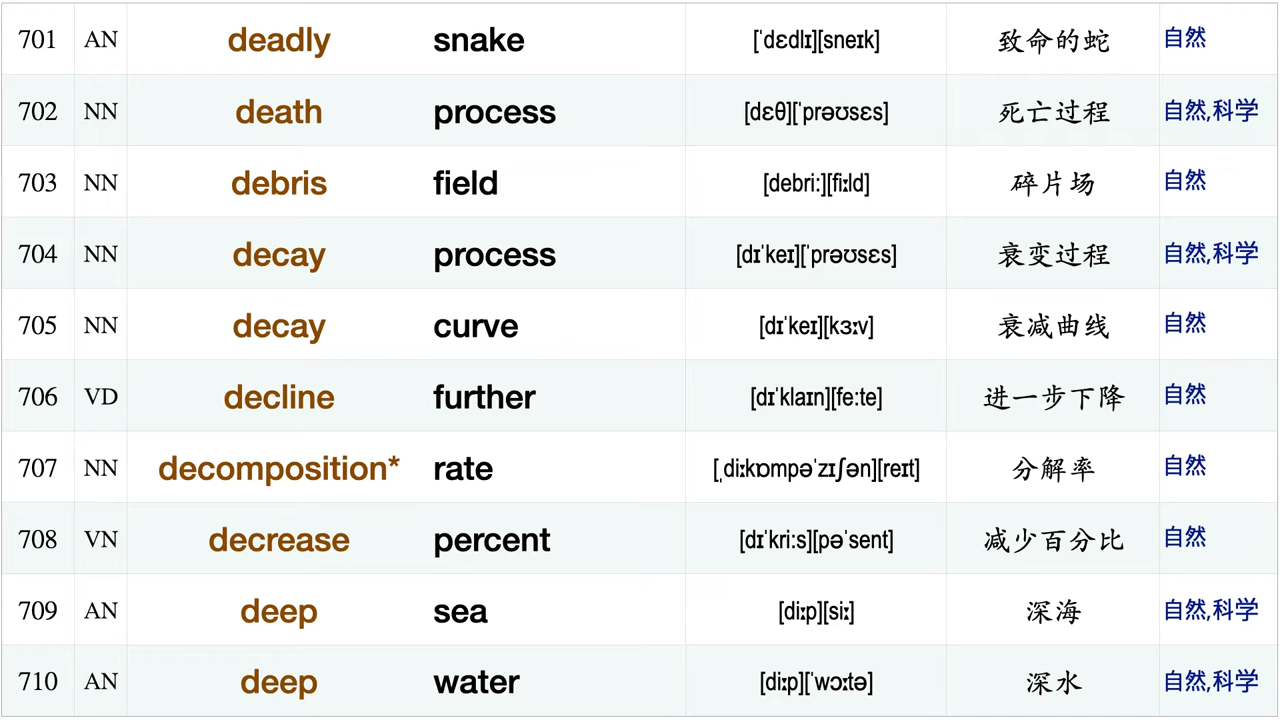 701 AN deadly snake [ˈdɛdlɪ][sneɪk] 致命的蛇 自然
702 NN death process [dɛθ][ˈprəʊsɛs] 死亡过程 自然,科学
703 NN debris field [debri:][fiːld] 碎片场 自然
704 NN decay process [dɪˈkeɪ][ˈprəʊsɛs] 衰变过程 自然,科学
705 NN decay curve [dɪˈkeɪ][kɜːv] 衰减曲线 自然
706 VD decline further [dɪˈklaɪn][fe:te] 进一步下降 自然
707 NN decomposition* rate [ˌdiːkɒmpəˈzɪʃən][reɪt] 分解率 自然
708 VN decrease percent [dɪˈkri:s][pəˈsent] 减少百分比 自然
709 AN deep sea [diːp][siː] 深海 自然,科学
710 AN deep water [diːp][ˈwɔːtə] 深水 自然,科学